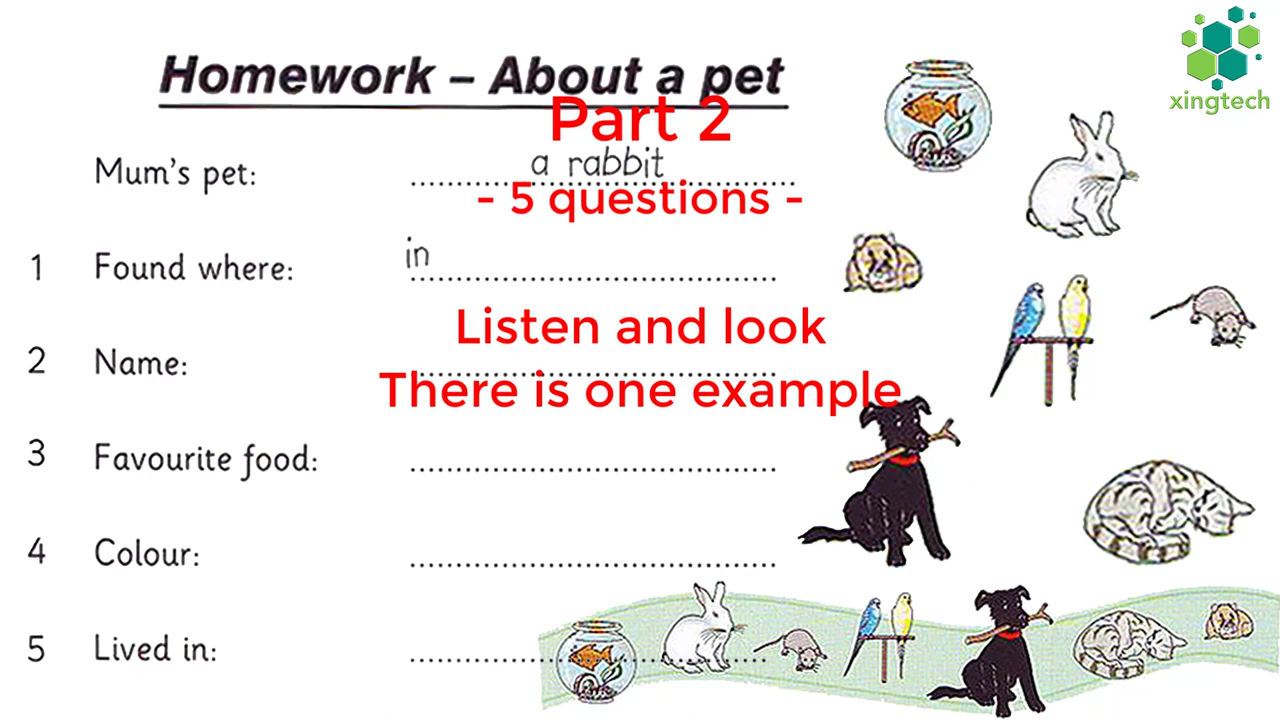 xingtech
Homework – About a pet
Part 2
Mum's pet: a rabbit
- 5 questions -
1 Found where: in
Listen and look
2 Name:
There is one example
3 Favourite food:
4 Colour:
5 Lived in: